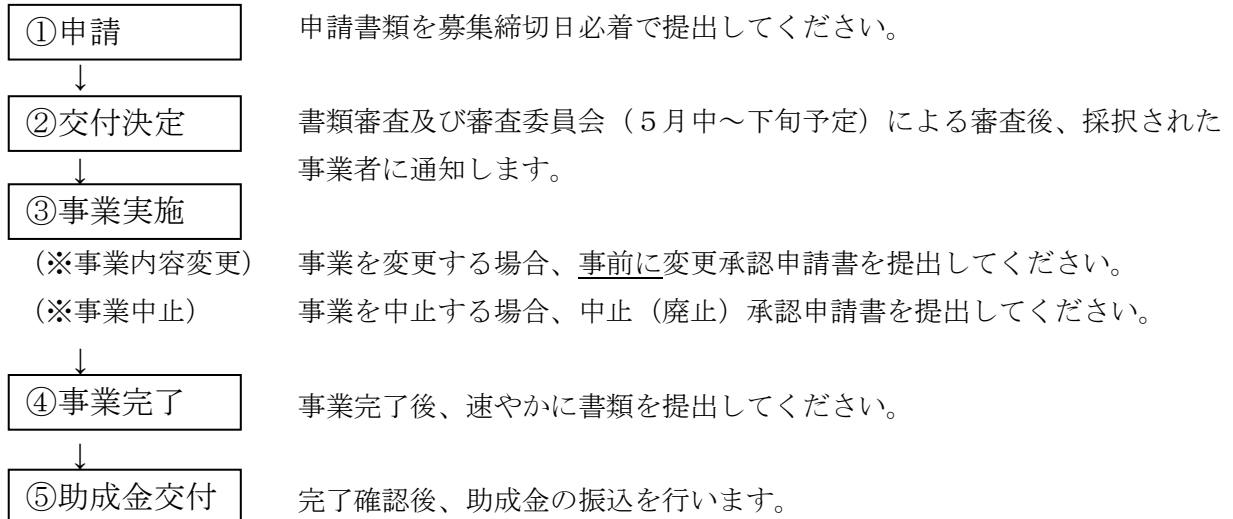 ①申請 申請書類を募集締切日必着で提出してください。
↓
②交付決定 書類審査及び審査委員会（５月中～下旬予定）による審査後、採択された
事業者に通知します。
↓
③事業実施
（※事業内容変更） 事業を変更する場合、事前に変更承認申請書を提出してください。
（※事業中止） 事業を中止する場合、中止（廃止）承認申請書を提出してください。
↓
④事業完了 事業完了後、速やかに書類を提出してください。
↓
⑤助成金交付 完了確認後、助成金の振込を行います。